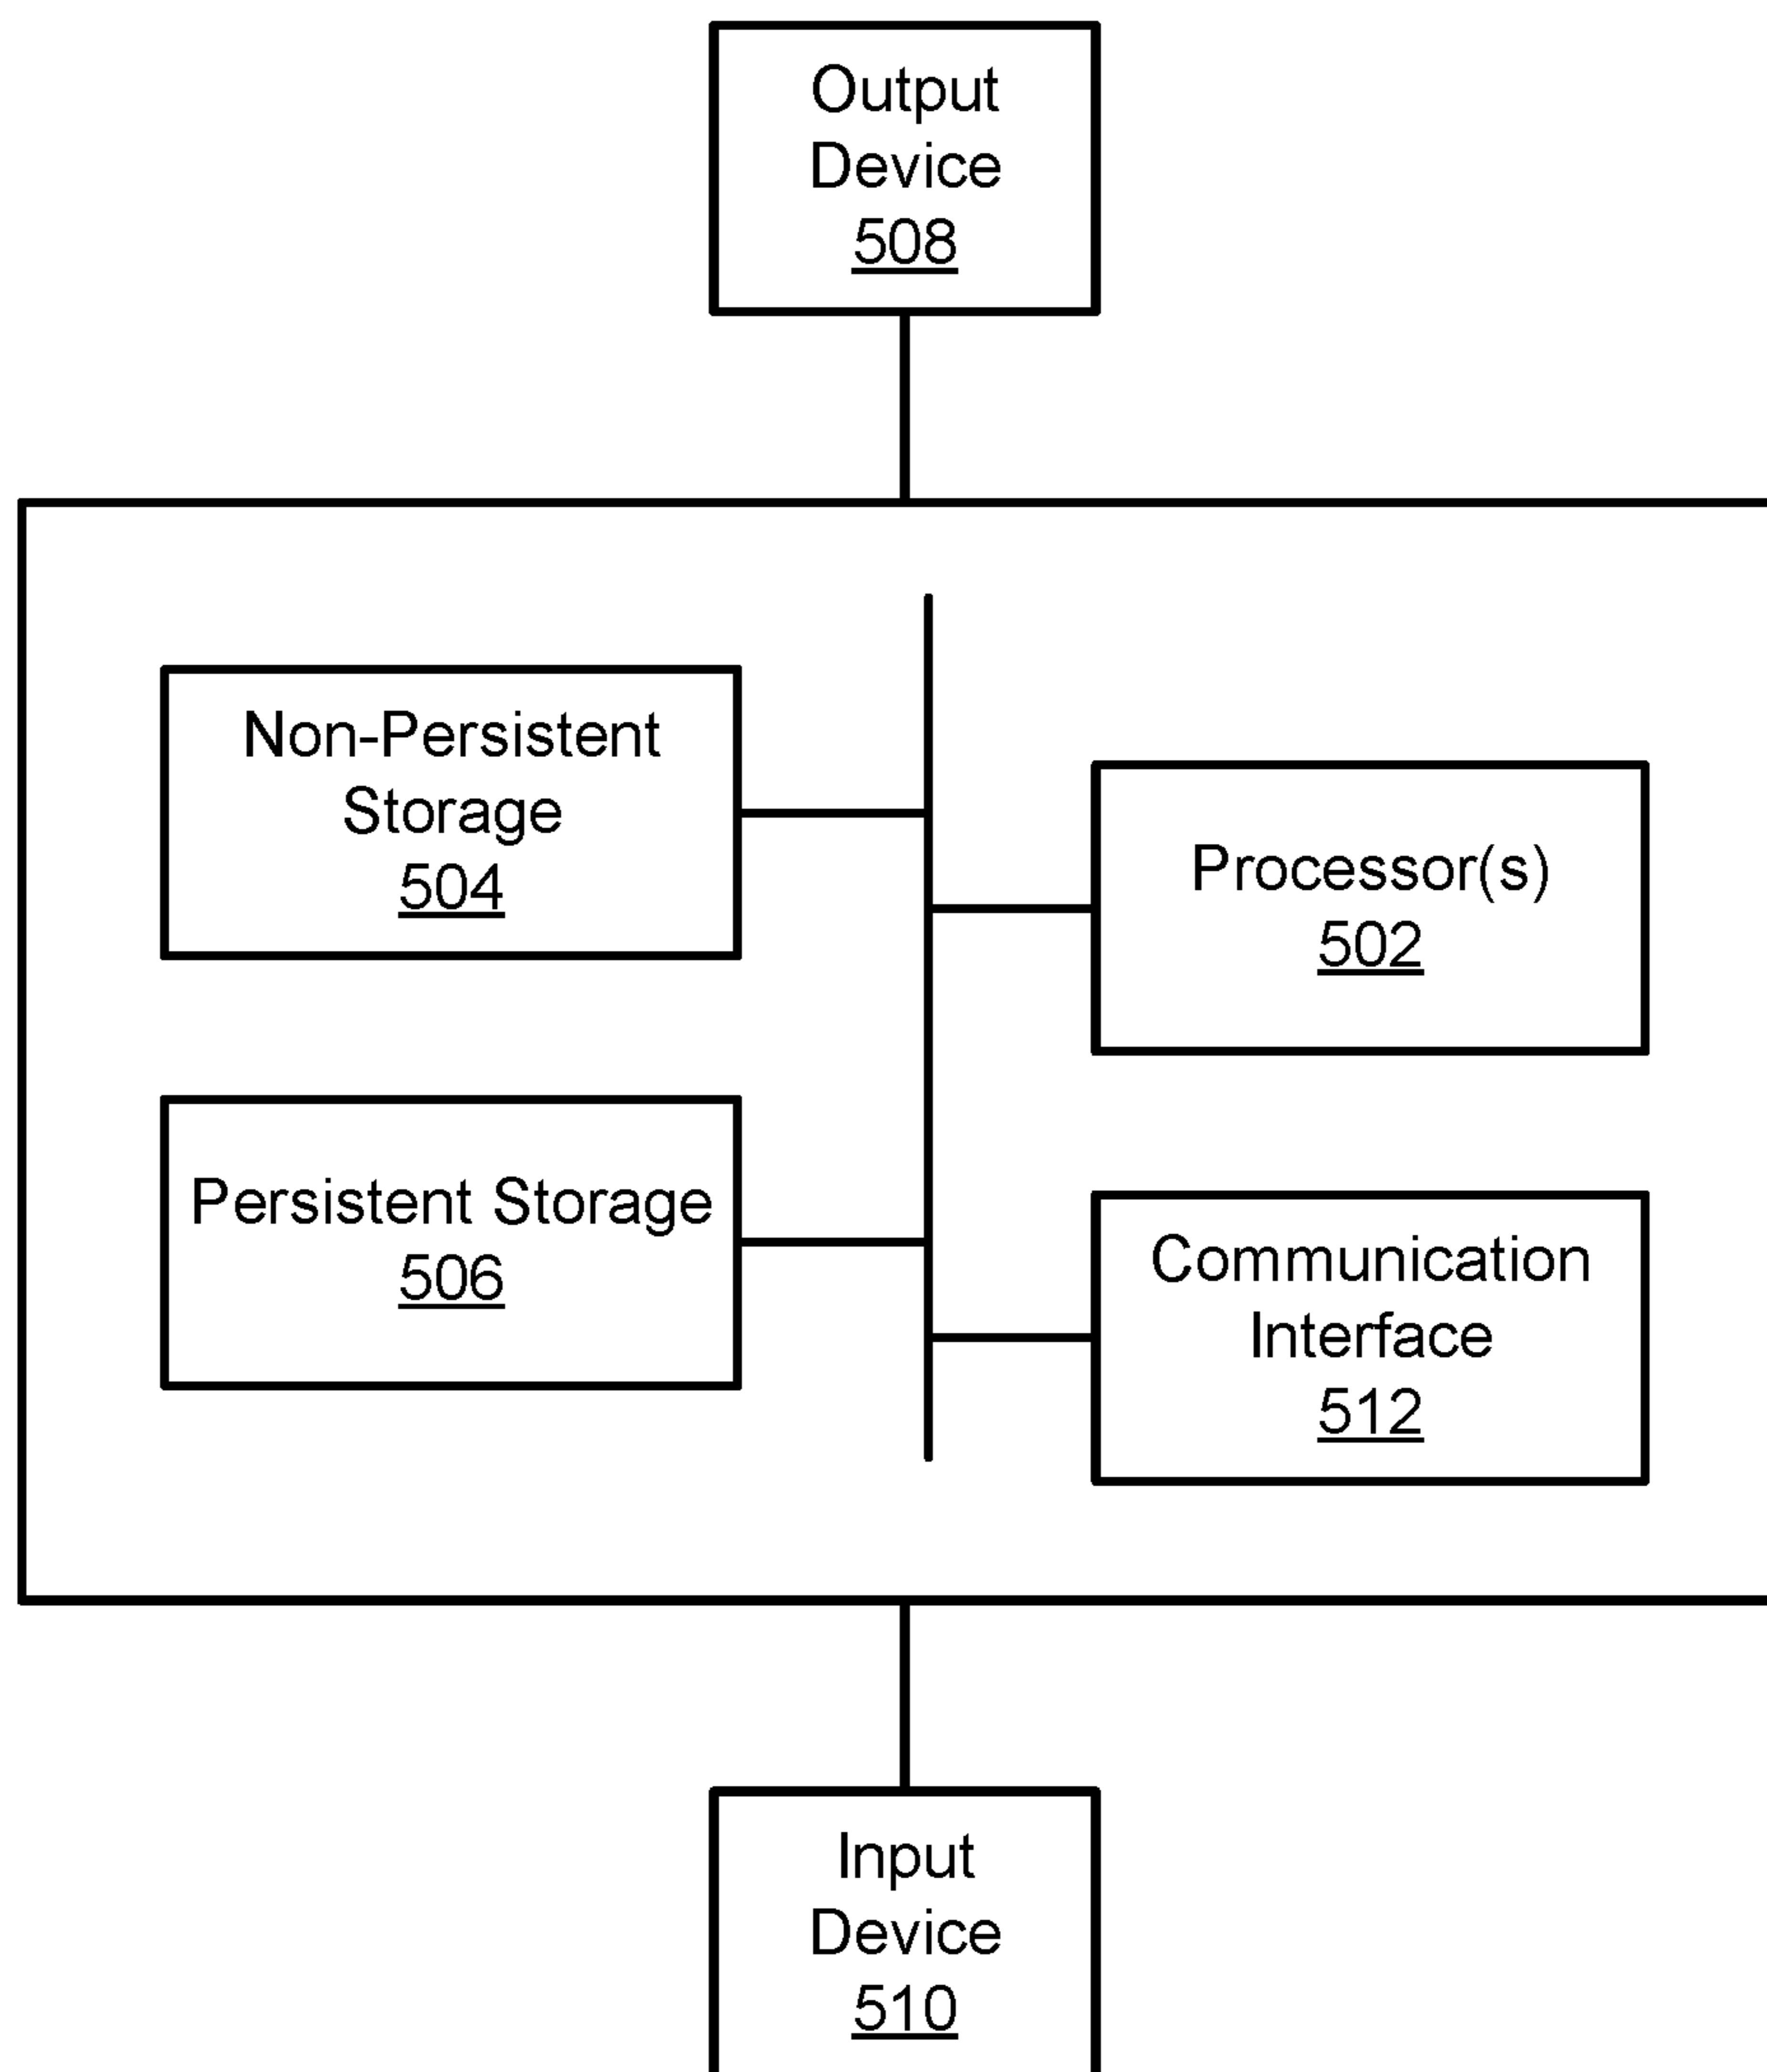 Output
Device
508
Non-Persistent
Storage
504
Processor(s)
502
Persistent Storage
506
Communication
Interface
512
Input
Device
510